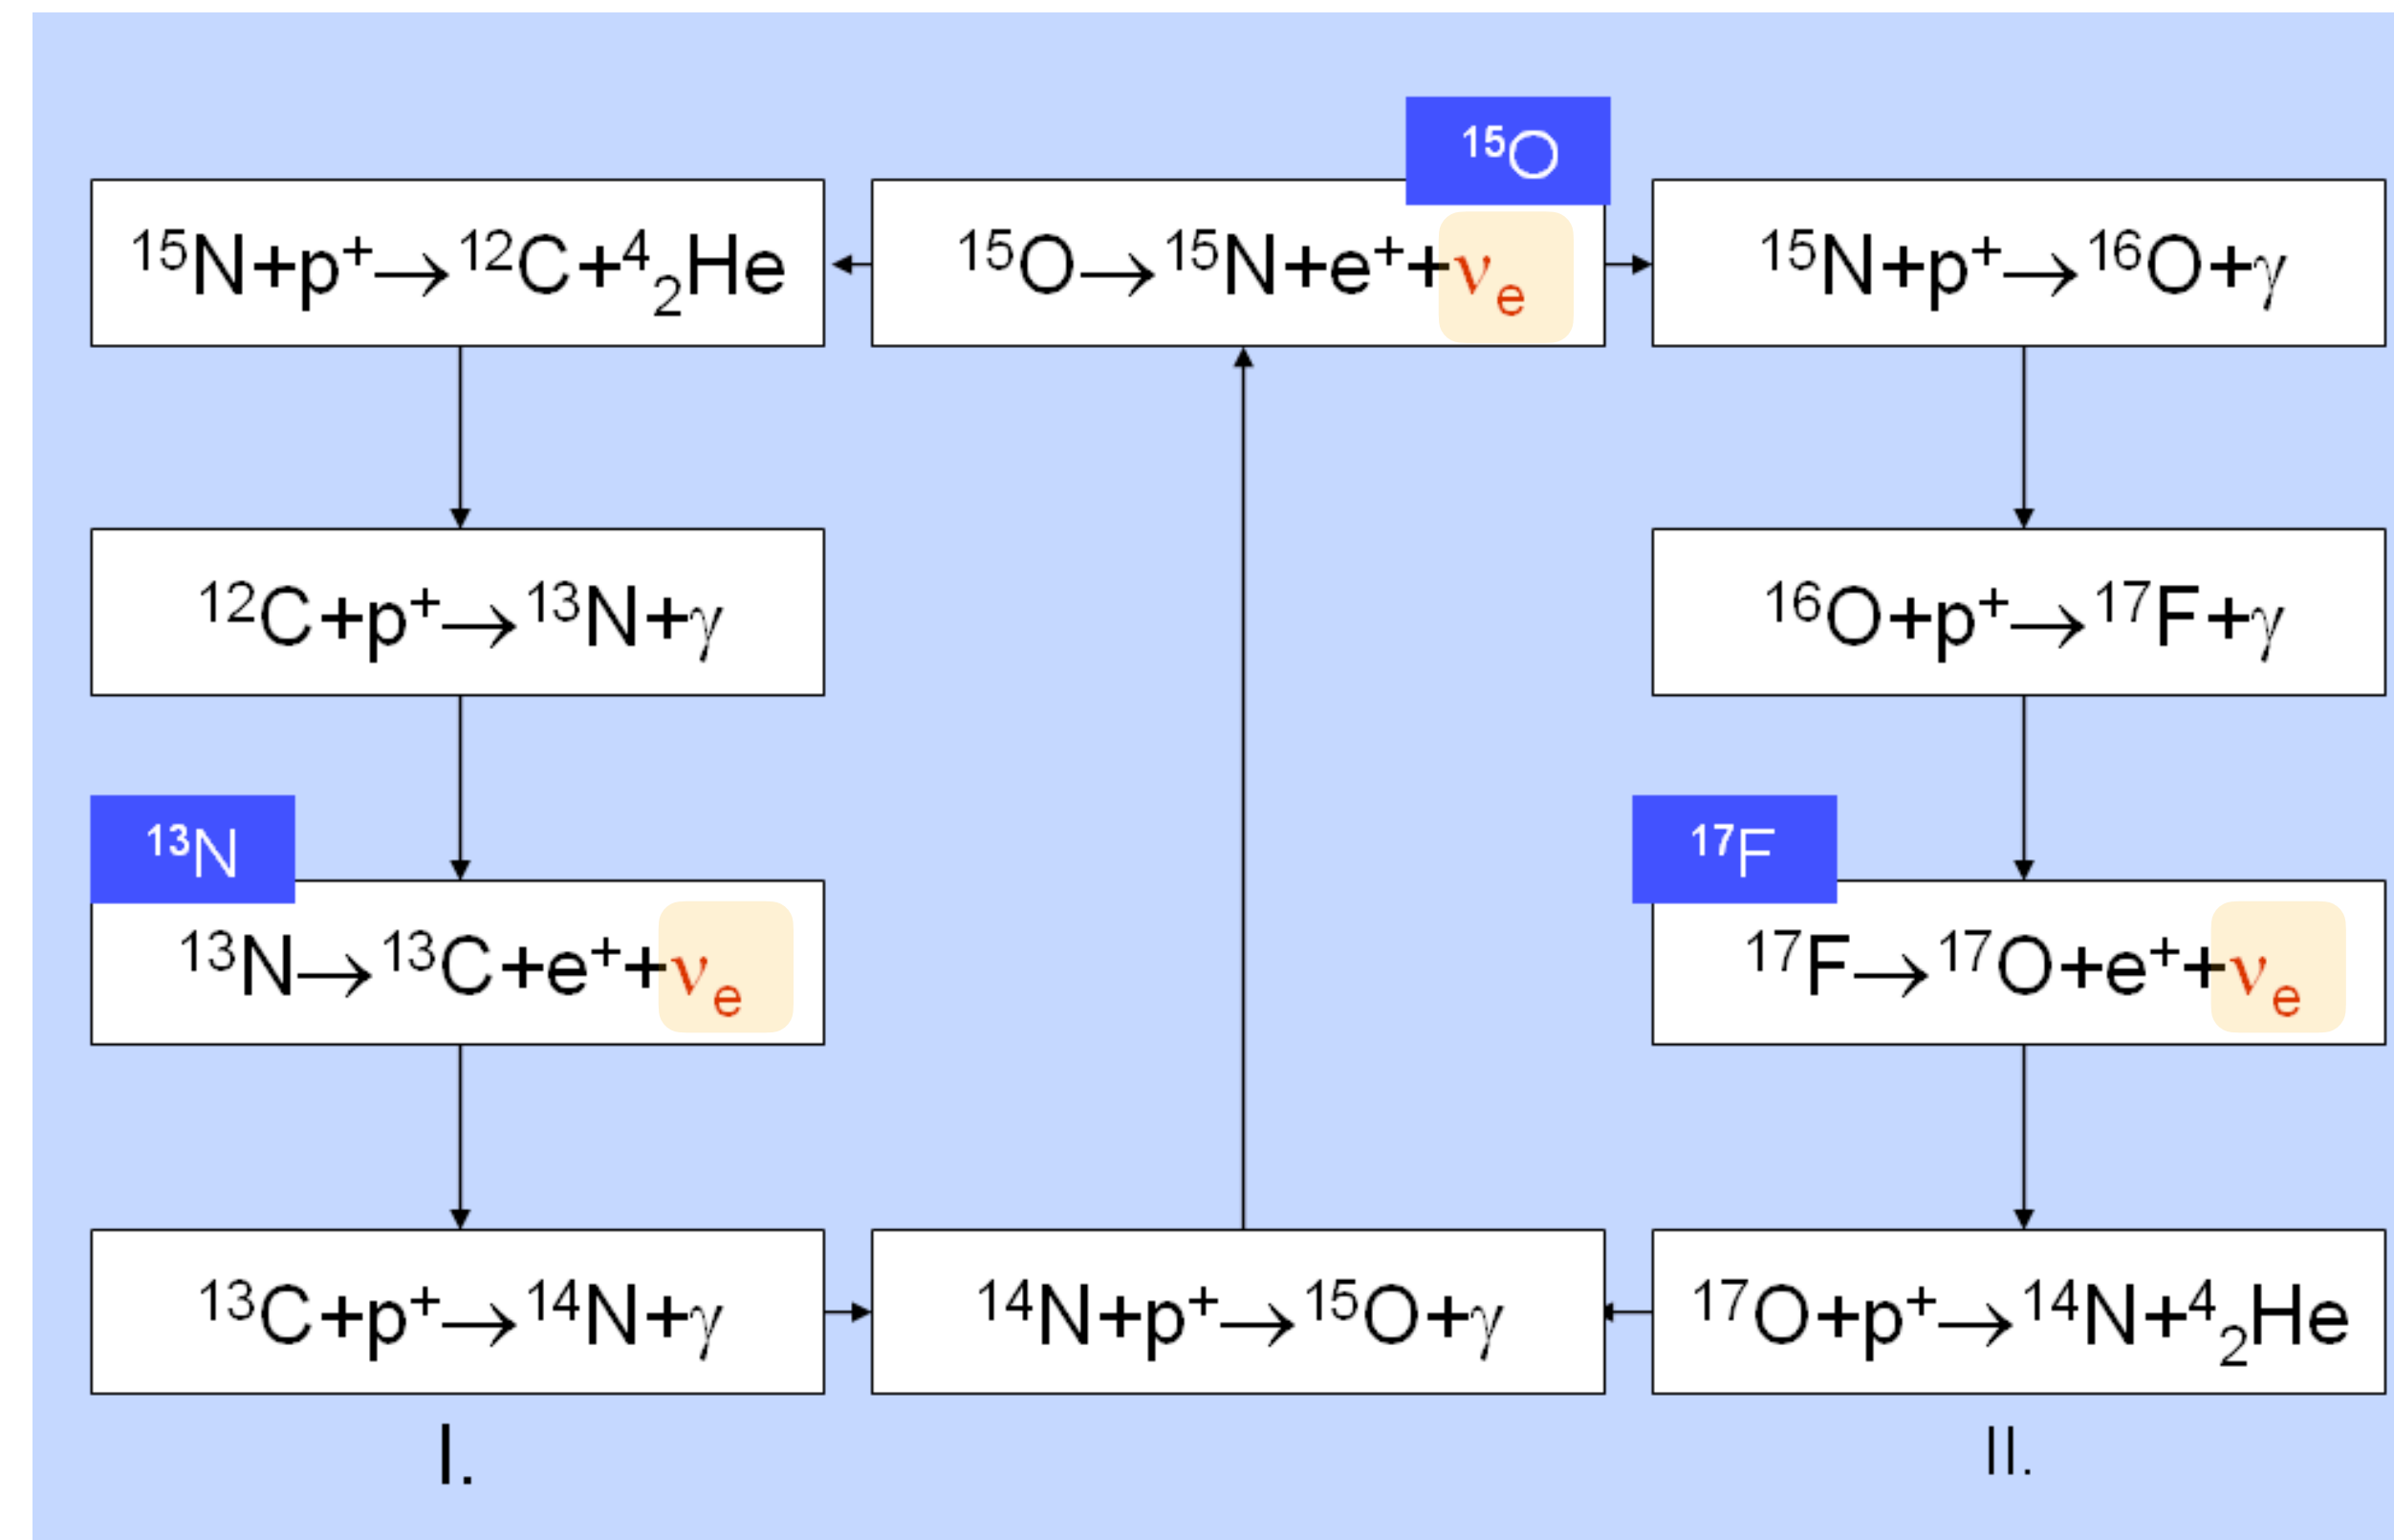 ¹⁵O
¹⁵N+p⁺→¹²C+⁴₂He
¹⁵O→¹⁵N+e⁺+νₑ
¹⁵N+p⁺→¹⁶O+γ
¹²C+p⁺→¹³N+γ
¹⁶O+p⁺→¹⁷F+γ
¹³N
¹⁷F
¹³N→¹³C+e⁺+νₑ
¹⁷F→¹⁷O+e⁺+νₑ
¹³C+p⁺→¹⁴N+γ
¹⁴N+p⁺→¹⁵O+γ
¹⁷O+p⁺→¹⁴N+⁴₂He
I.
II.